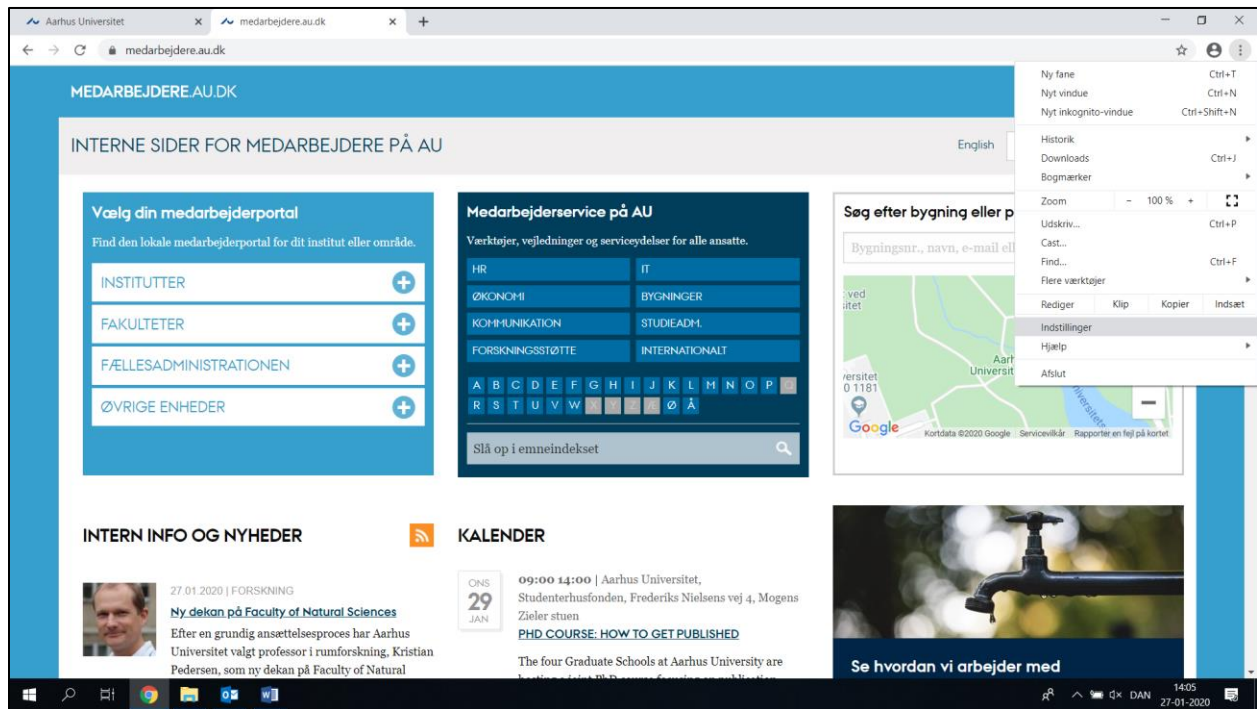 Aarhus Universitet
medarbejdere.au.dk
medarbejdere.au.dk
MEDARBEJDERE.AU.DK
INTERNE SIDER FOR MEDARBEJDERE PÅ AU
English
Ny fane Ctrl+T
Nyt vindue Ctrl+N
Nyt inkognito-vindue Ctrl+Shift+N
Historik
Downloads Ctrl+J
Bogmærker
Zoom - 100 % +
Udskriv... Ctrl+P
Cast...
Find... Ctrl+F
Flere værktøjer
Rediger Klip Kopier Indsæt
Indstillinger
Hjælp
Afslut
Vælg din medarbejderportal
Find den lokale medarbejderportal for dit institut eller område.
INSTITUTTER
FAKULTETER
FÆLLESADMINISTRATIONEN
ØVRIGE ENHEDER
Medarbejderservice på AU
Værktøjer, vejledninger og serviceydelser for alle ansatte.
HR IT
ØKONOMI BYGNINGER
KOMMUNIKATION STUDIEADM.
FORSKNINGSSTØTTE INTERNATIONALT
A B C D E F G H I J K L M N O P Q
R S T U V W X Y Z Æ Ø Å
Slå op i emneindekset
Søg efter bygning eller p
Bygningsnr., navn, e-mail ell
ved
sitet
Aarh
Universit
versitet
0 1181
Universitets
Google
Kortdata ©2020 Google Servicevilkår Rapporter en fejl på kortet
INTERN INFO OG NYHEDER
27.01.2020 | FORSKNING
Ny dekan på Faculty of Natural Sciences
Efter en grundig ansættelsesproces har Aarhus
Universitet valgt professor i rumforskning, Kristian
Pedersen, som ny dekan på Faculty of Natural
KALENDER
ONS
29
JAN
09:00 14:00 | Aarhus Universitet,
Studenterhusfonden, Frederiks Nielsens vej 4, Mogens
Zieler stuen
PHD COURSE: HOW TO GET PUBLISHED
The four Graduate Schools at Aarhus University are
Se hvordan vi arbejder med
DAN
14:05
27-01-2020